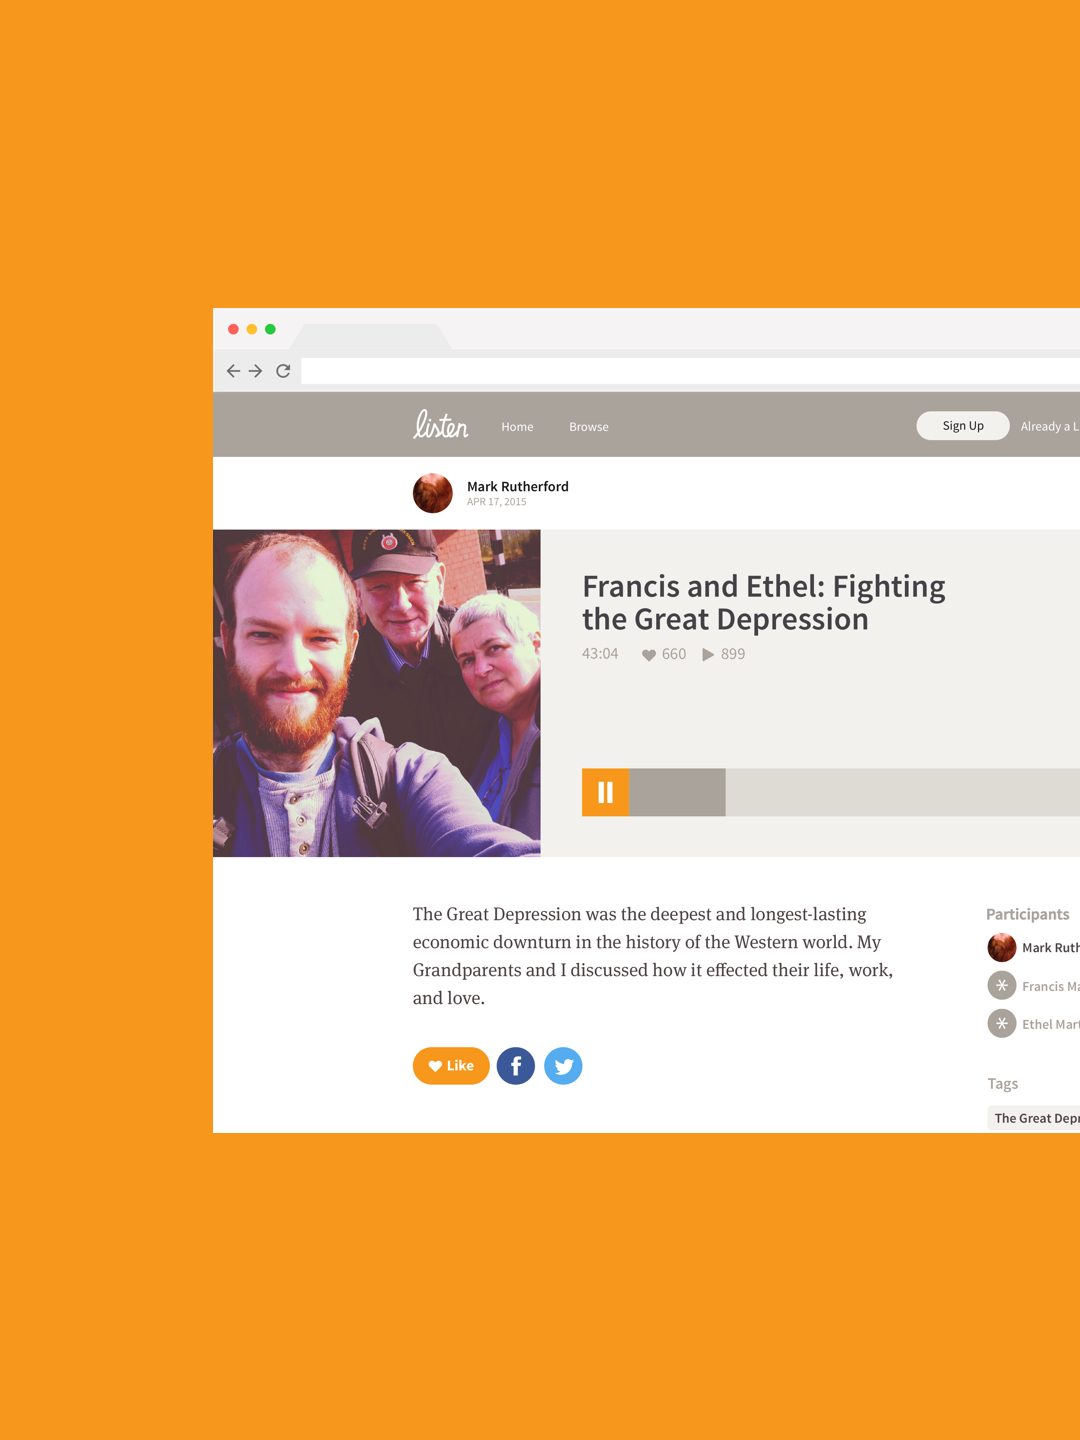 listen
Home
Browse
Sign Up
Already a L
Mark Rutherford
APR 17, 2015
Francis and Ethel: Fighting
the Great Depression
43:04 660 899
The Great Depression was the deepest and longest-lasting
economic downturn in the history of the Western world. My
Grandparents and I discussed how it effected their life, work,
and love.
Like
Participants
Mark Ruth
Francis Ma
Ethel Mart
Tags
The Great Depr